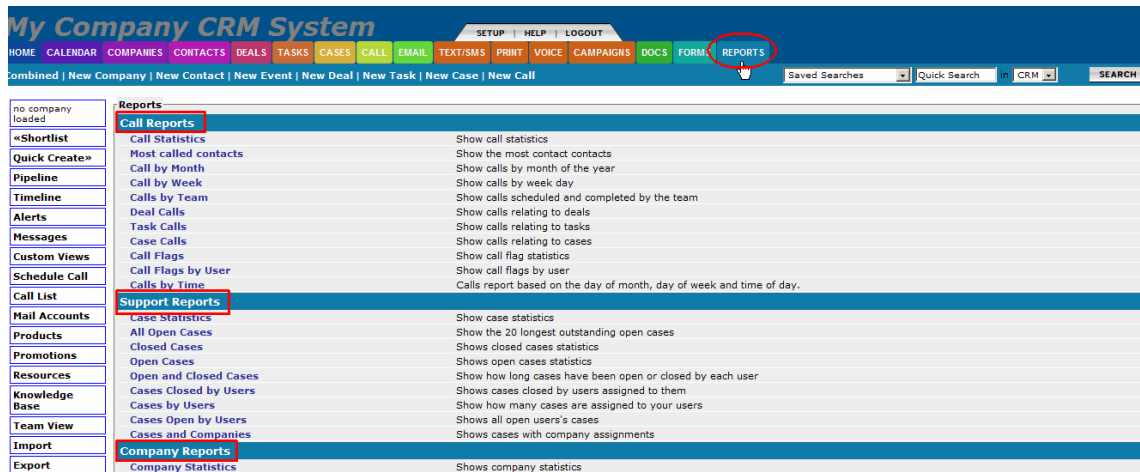 My Company CRM System
SETUP | HELP | LOGOUT
HOME CALENDAR COMPANIES CONTACTS DEALS TASKS CASES CALL EMAIL TEXT/SMS PRINT VOICE CAMPAIGNS DOCS FORMS REPORTS
Combined | New Company | New Contact | New Event | New Deal | New Task | New Case | New Call
Saved Searches Quick Search in CRM SEARCH
no company
loaded
«Shortlist
Quick Create»
Pipeline
Timeline
Alerts
Messages
Custom Views
Schedule Call
Call List
Mail Accounts
Products
Promotions
Resources
Knowledge
Base
Team View
Import
Export
Reports
Call Reports
Call Statistics Show call statistics
Most called contacts Show the most contact contacts
Call by Month Show calls by month of the year
Call by Week Show calls by week day
Calls by Team Show calls scheduled and completed by the team
Deal Calls Show calls relating to deals
Task Calls Show calls relating to tasks
Case Calls Show calls relating to cases
Call Flags Show call flag statistics
Call Flags by User Show call flags by user
Calls by Time Calls report based on the day of month, day of week and time of day.
Support Reports
Case Statistics Show case statistics
All Open Cases Show the 20 longest outstanding open cases
Closed Cases Shows closed cases statistics
Open Cases Shows open cases statistics
Open and Closed Cases Show how long cases have been open or closed by each user
Cases Closed by Users Shows cases closed by users assigned to them
Cases by Users Show how many cases are assigned to your users
Cases Open by Users Shows all open users's cases
Cases and Companies Shows cases with company assignments
Company Reports
Company Statistics Shows company statistics